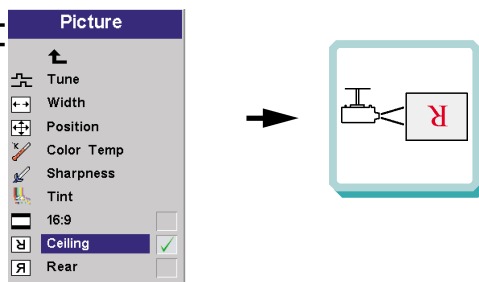 Picture
Tune
Width
Position
Color Temp
Sharpness
Tint
16:9
Ceiling
Rear
R